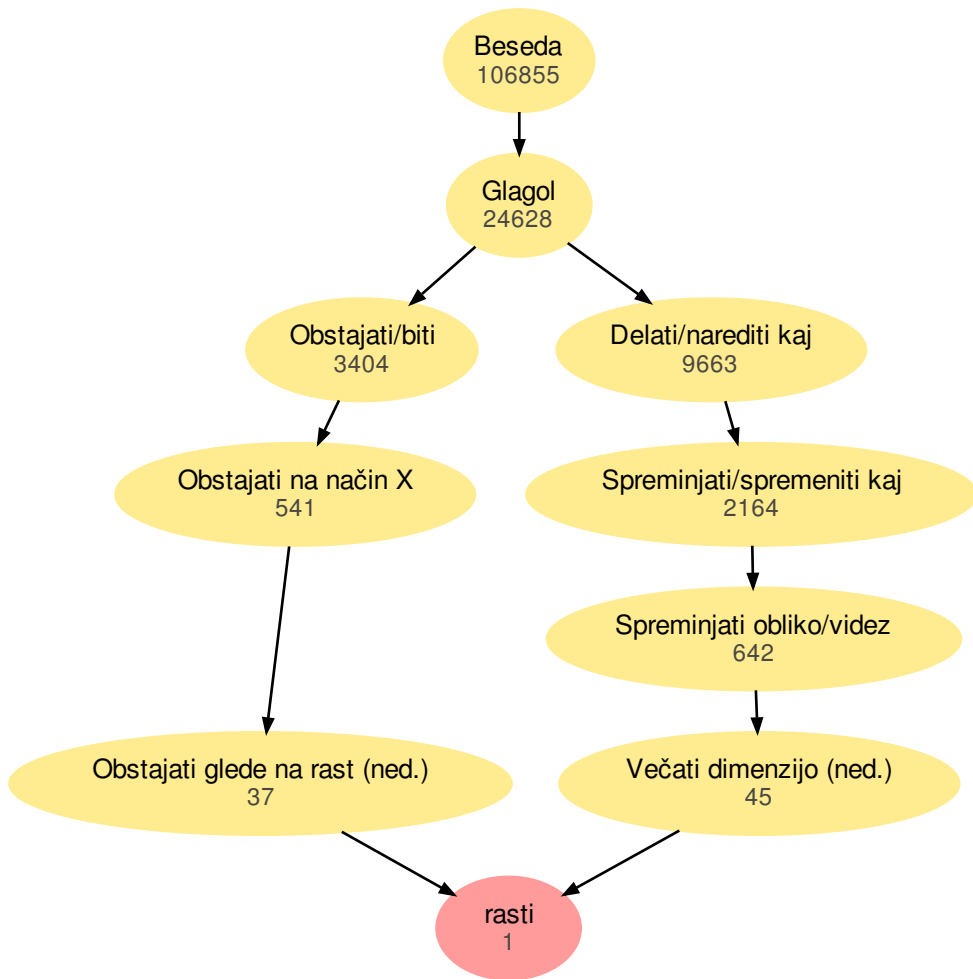 Beseda
106855
Glagol
24628
Obstajati/biti
3404
Delati/narediti kaj
9663
Obstajati na način X
541
Spreminjati/spremeniti kaj
2164
Spreminjati obliko/videz
642
Obstajati glede na rast (ned.)
37
Večati dimenzijo (ned.)
45
rasti
1